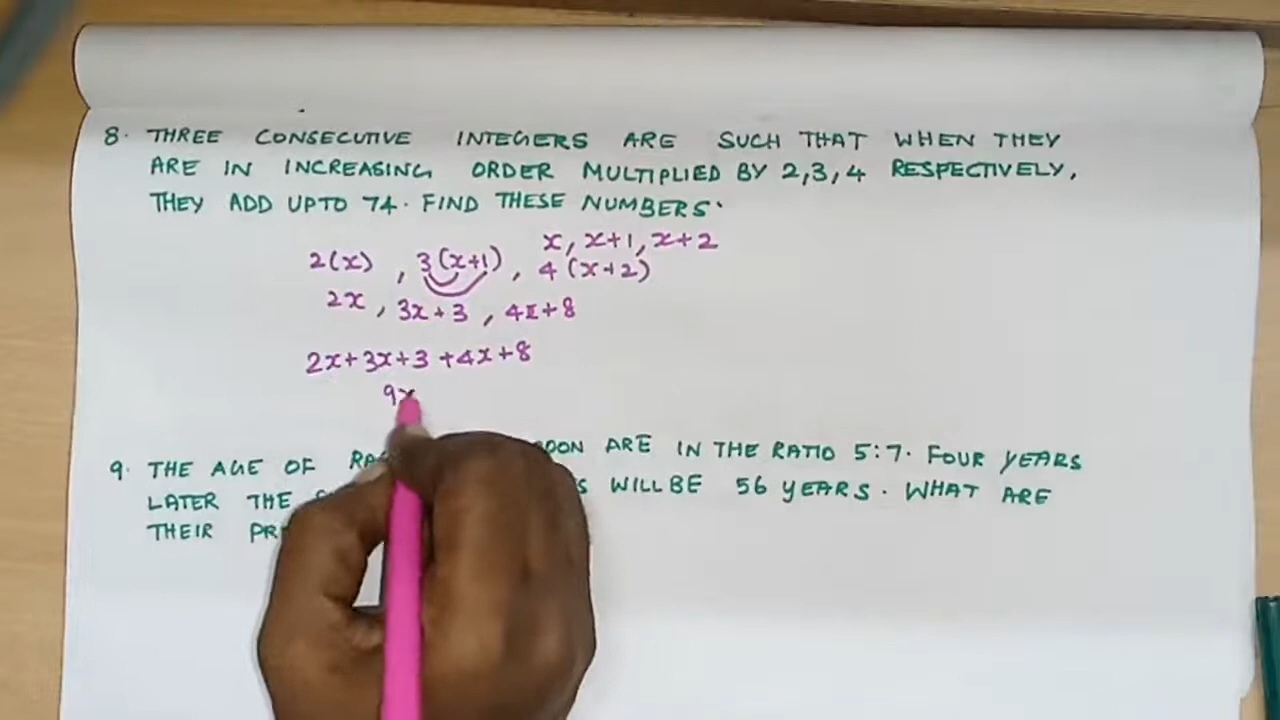 8. THREE CONSECUTIVE INTEGERS ARE SUCH THAT WHEN THEY
ARE IN INCREASING ORDER MULTIPLIED BY 2,3,4 RESPECTIVELY,
THEY ADD UPTO 74. FIND THESE NUMBERS.
x, x+1, x+2
2(x) , 3(x+1) , 4(x+2)
2x , 3x+3 , 4x+8
2x+3x+3+4x+8
9x
9. THE AGE OF ARE IN THE RATIO 5:7. FOUR YEARS
LATER THE WILL BE 56 YEARS. WHAT ARE
THEIR